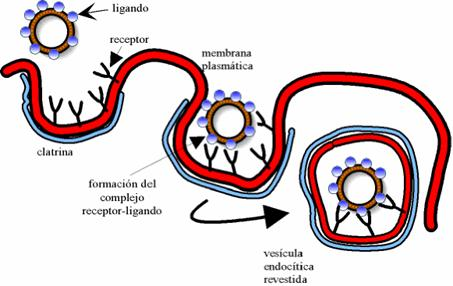 ligando
receptor
membrana
plasmática
clatrina
formación del
complejo
receptor-ligando
vesícula
endocítica
revestida